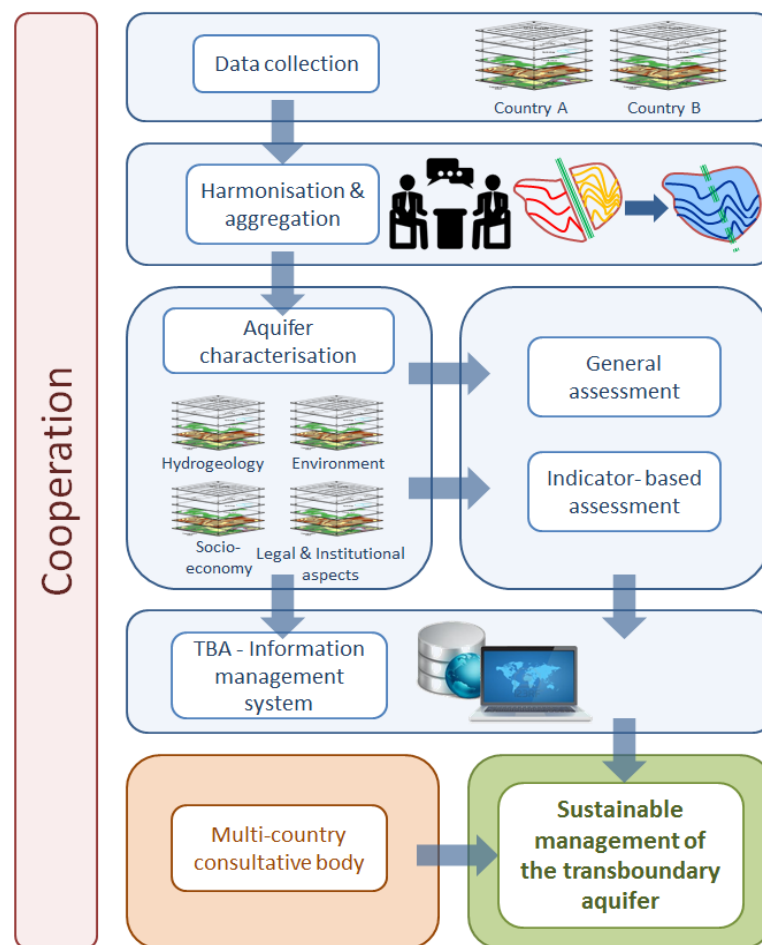 Cooperation
Data collection
Country A
Country B
Harmonisation &
aggregation
Aquifer
characterisation
Hydrogeology
Environment
Socio-
economy
Legal & Institutional
aspects
General
assessment
Indicator- based
assessment
TBA - Information
management
system
Multi-country
consultative body
Sustainable
management of
the transboundary
aquifer